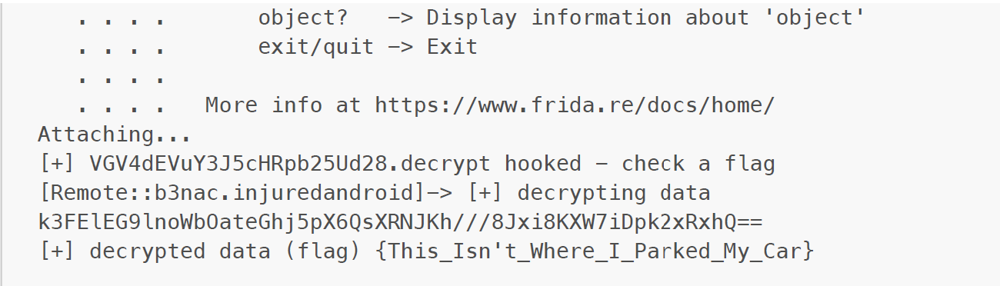 . . . . object? -> Display information about 'object'
. . . . exit/quit -> Exit
. . . .
. . . . More info at https://www.frida.re/docs/home/
Attaching...
[+] VGV4dEVuY3J5cHRpb25Ud28.decrypt hooked - check a flag
[Remote::b3nac.injuredandroid]-> [+] decrypting data
k3FElEG9lnoWbOateGhj5pX6QsXRNJKh///8Jxi8KXW7iDpk2xRxhQ==
[+] decrypted data (flag) {This_Isn't_Where_I_Parked_My_Car}